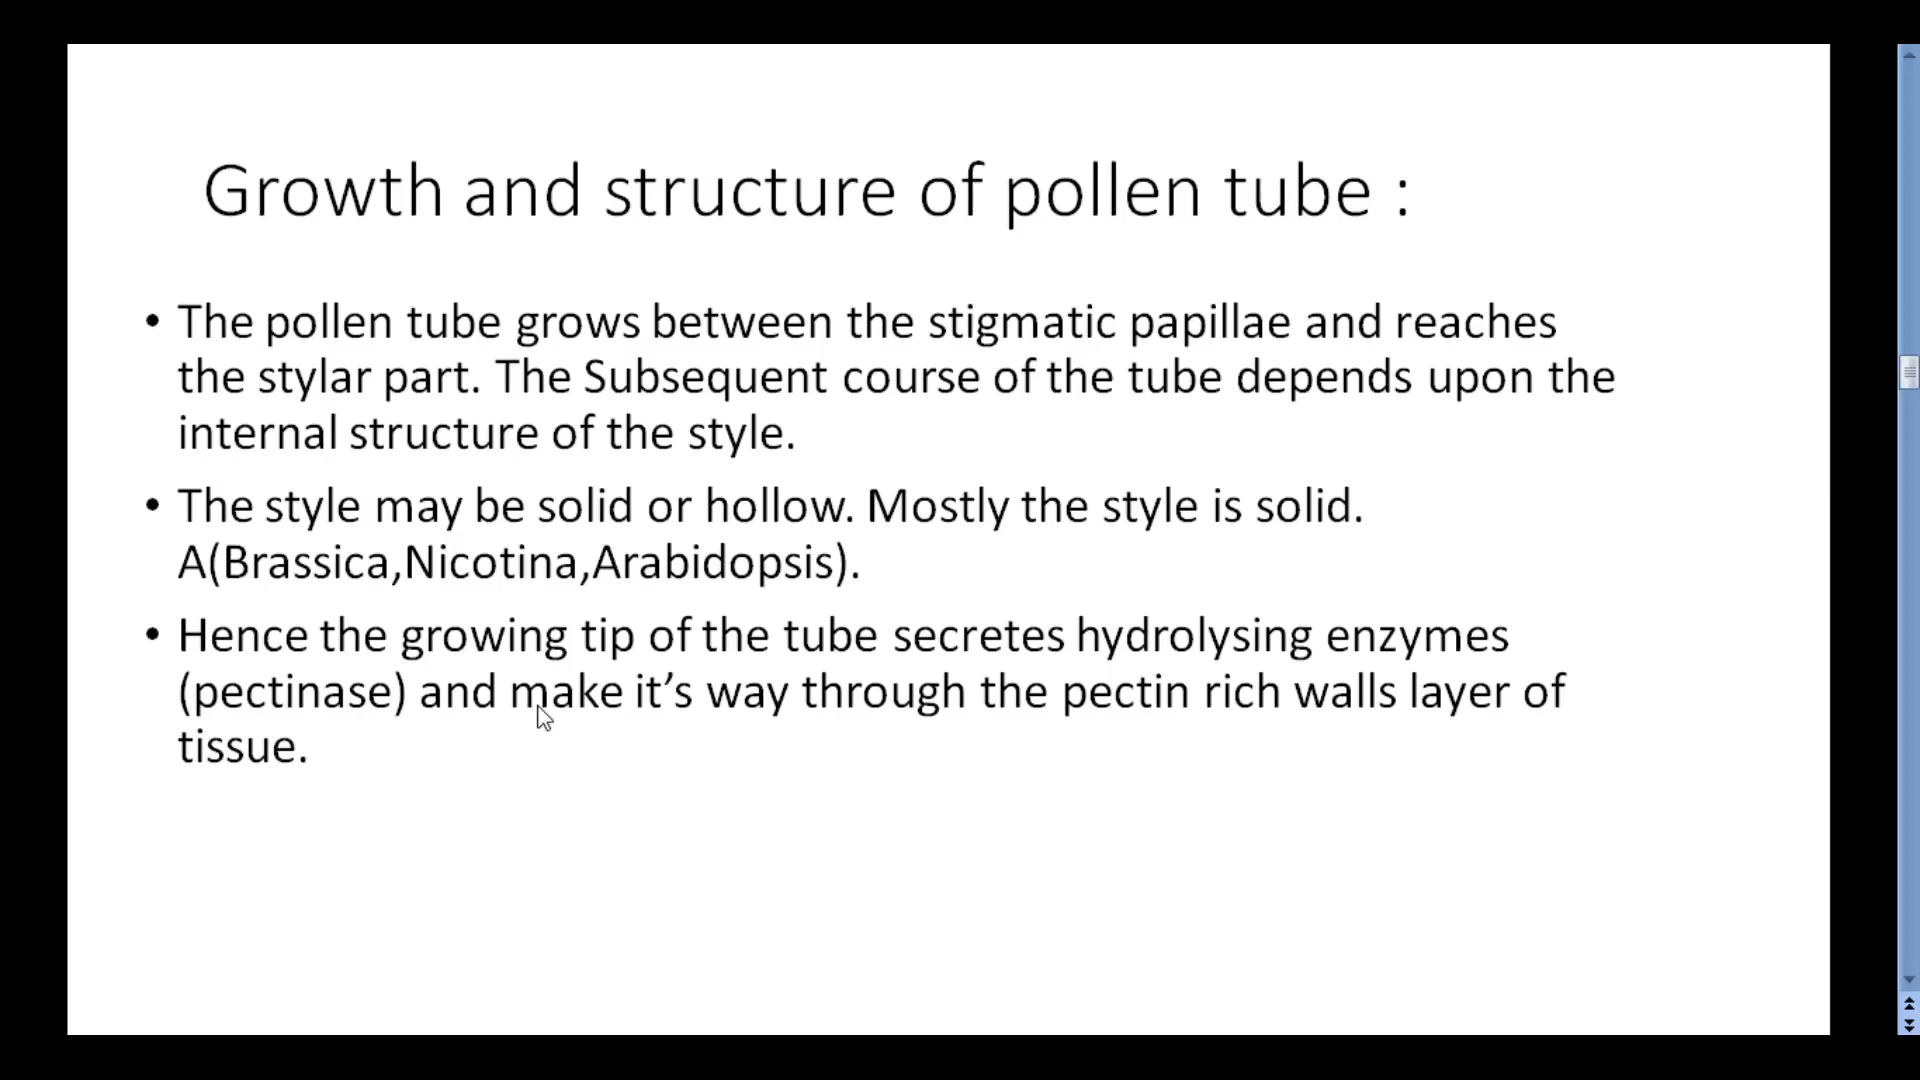 Growth and structure of pollen tube :
• The pollen tube grows between the stigmatic papillae and reaches
the stylar part. The Subsequent course of the tube depends upon the
internal structure of the style.
• The style may be solid or hollow. Mostly the style is solid.
A(Brassica,Nicotina,Arabidopsis).
• Hence the growing tip of the tube secretes hydrolysing enzymes
(pectinase) and make it’s way through the pectin rich walls layer of
tissue.